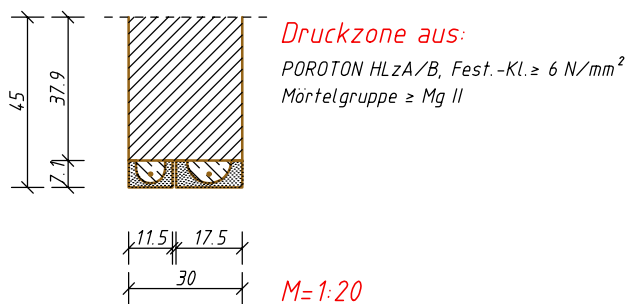 Druckzone aus:
POROTON HLzA/B, Fest.-Kl.≥ 6 N/mm²
Mörtelgruppe ≥ Mg II
45
37.9
7.1
11.5
17.5
30
M=1:20